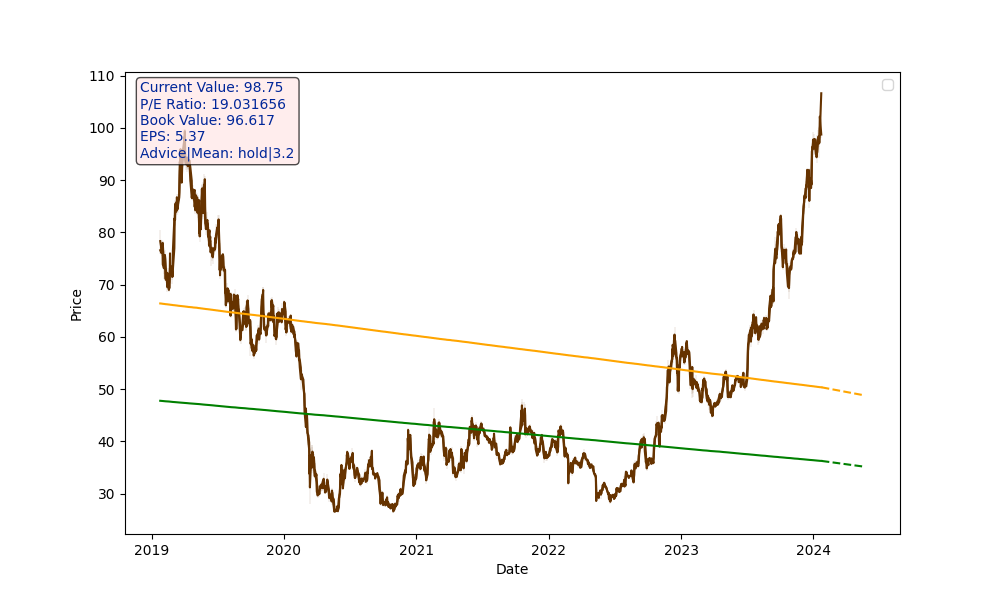 Current Value: 98.75
P/E Ratio: 19.031656
Book Value: 96.617
EPS: 5.37
Advice|Mean: hold|3.2
110
100
90
80
70
60
50
40
30
Price
2019 2020 2021 2022 2023 2024
Date